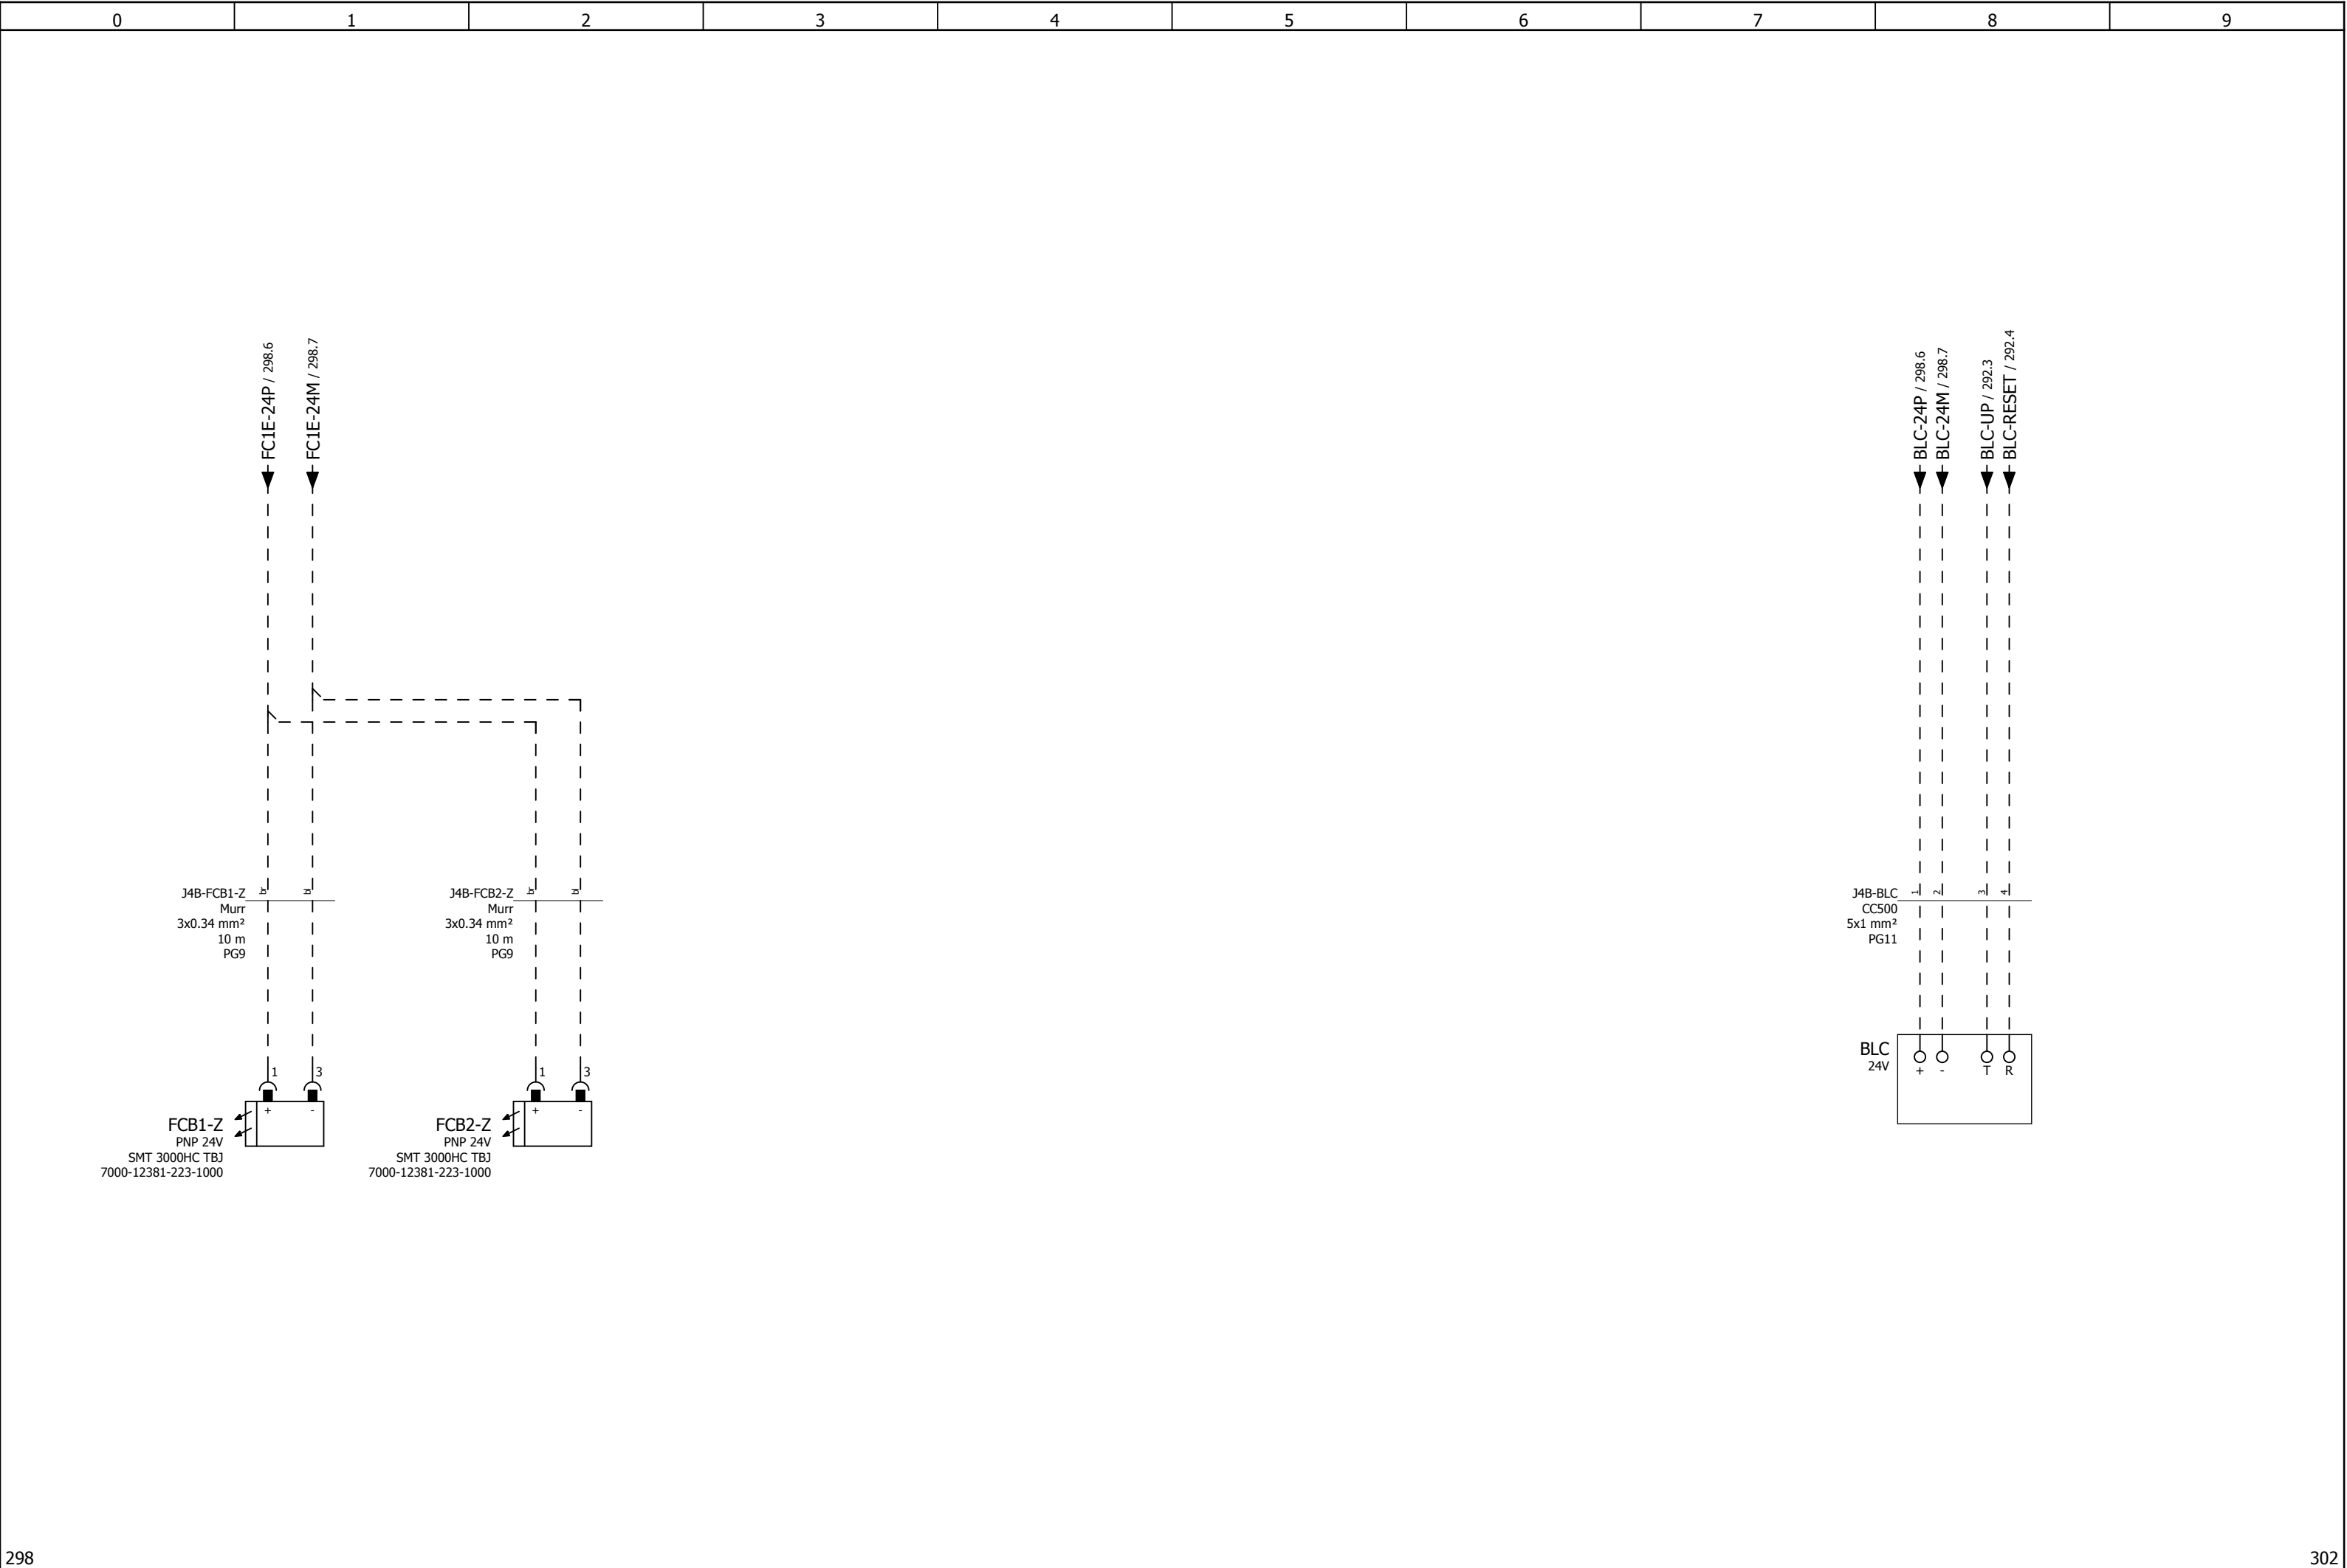 0 1 2 3 4 5 6 7 8 9
FC1E-24P / 298.6
FC1E-24M / 298.7
BLC-24P / 298.6
BLC-24M / 298.7
BLC-UP / 292.3
BLC-RESET / 292.4
J4B-FCB1-Z
Murr
3x0.34 mm²
10 m
PG9
br
bl
J4B-FCB2-Z
Murr
3x0.34 mm²
10 m
PG9
br
bl
J4B-BLC
CC500
5x1 mm²
PG11
1 2 3 4
1 3
+ -
FCB1-Z
PNP 24V
SMT 3000HC TBJ
7000-12381-223-1000
1 3
+ -
FCB2-Z
PNP 24V
SMT 3000HC TBJ
7000-12381-223-1000
BLC
24V
+ - T R
298
302